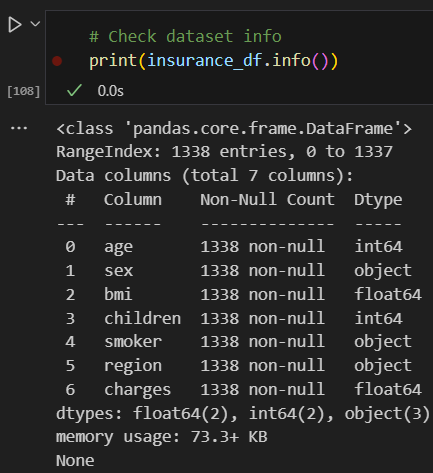 # Check dataset info
print(insurance_df.info())
[108]
0.0s
...
<class 'pandas.core.frame.DataFrame'>
RangeIndex: 1338 entries, 0 to 1337
Data columns (total 7 columns):
 #   Column    Non-Null Count  Dtype
---  ------    --------------  -----
 0   age       1338 non-null   int64
 1   sex       1338 non-null   object
 2   bmi       1338 non-null   float64
 3   children  1338 non-null   int64
 4   smoker    1338 non-null   object
 5   region    1338 non-null   object
 6   charges   1338 non-null   float64
dtypes: float64(2), int64(2), object(3)
memory usage: 73.3+ KB
None